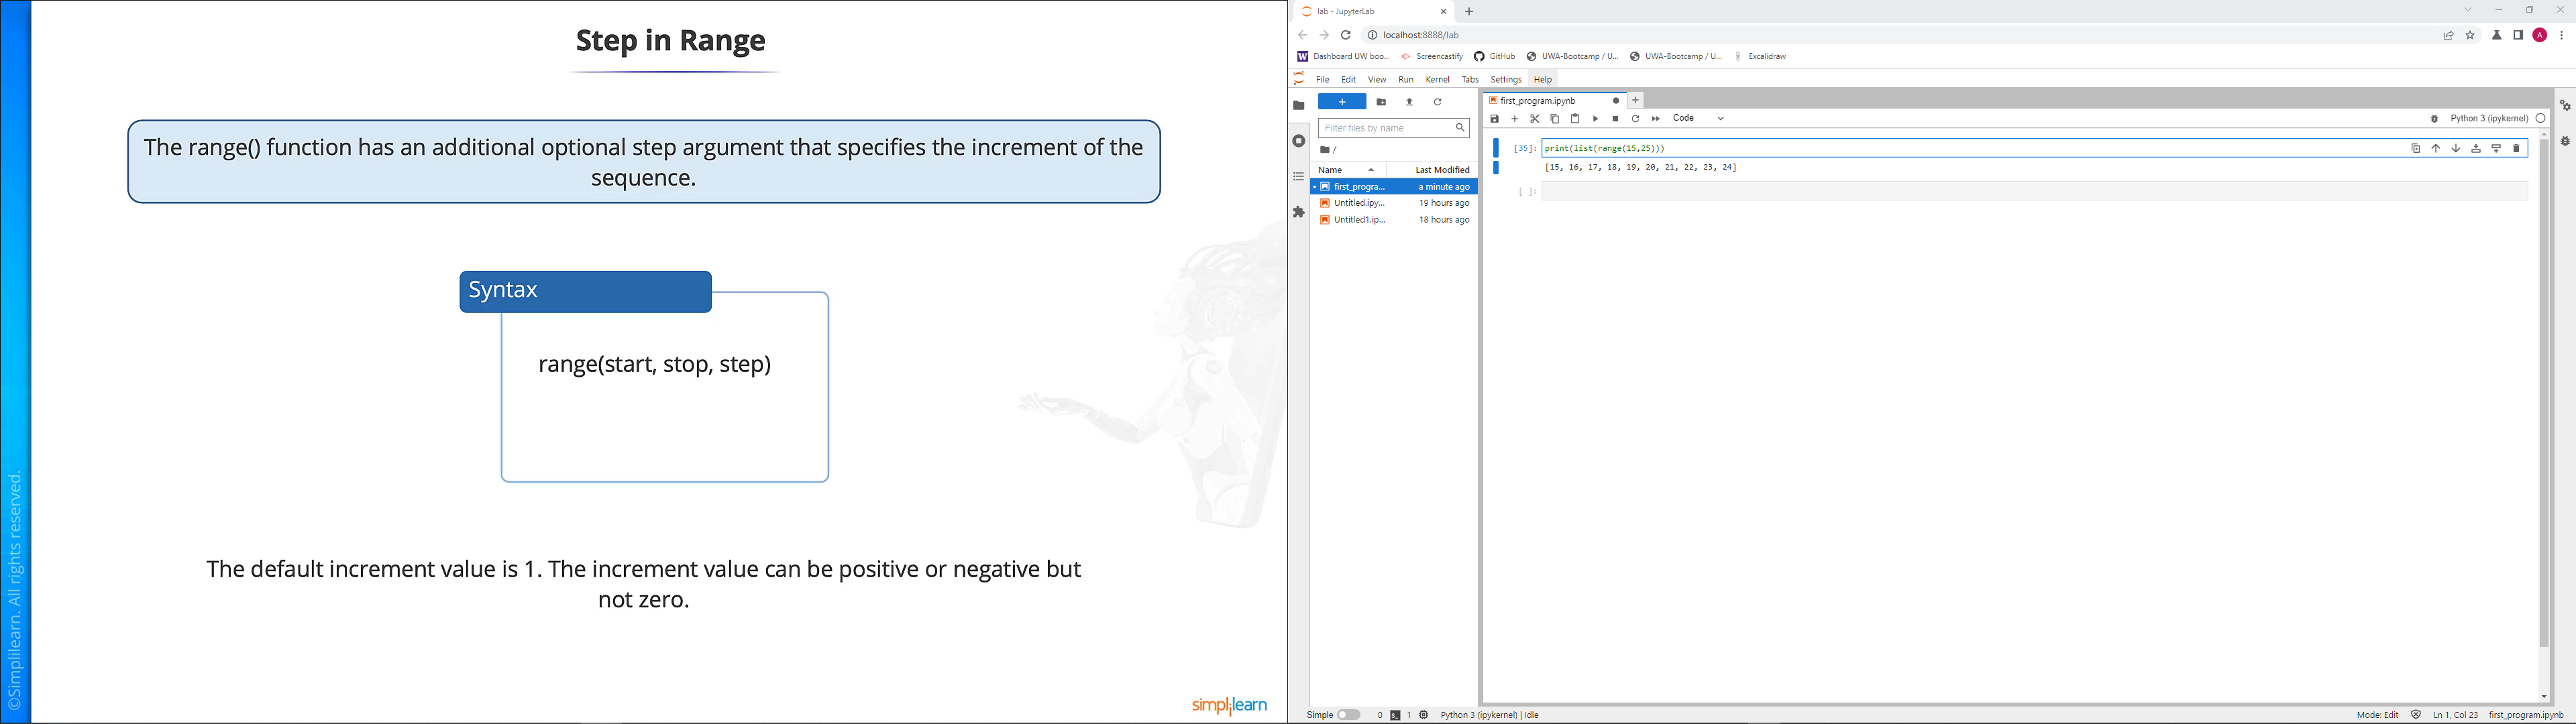 Step in Range
The range() function has an additional optional step argument that specifies the increment of the
sequence.
Syntax
range(start, stop, step)
The default increment value is 1. The increment value can be positive or negative but
not zero.
©Simplilearn. All rights reserved.
simplilearn
lab - JupyterLab
localhost:8888/lab
A
Dashboard UW boo... Screencastify GitHub UWA-Bootcamp / U... UWA-Bootcamp / U... Excalidraw
File Edit View Run Kernel Tabs Settings Help
Filter files by name
/
Name Last Modified
first_progra... a minute ago
Untitled.ipy... 19 hours ago
Untitled1.ip... 18 hours ago
first_program.ipynb
Code
Python 3 (ipykernel)
[35]: print(list(range(15,25)))
[15, 16, 17, 18, 19, 20, 21, 22, 23, 24]
[ ]:
Simple 0 1 Python 3 (ipykernel) | Idle
Mode: Edit Ln 1, Col 23 first_program.ipynb